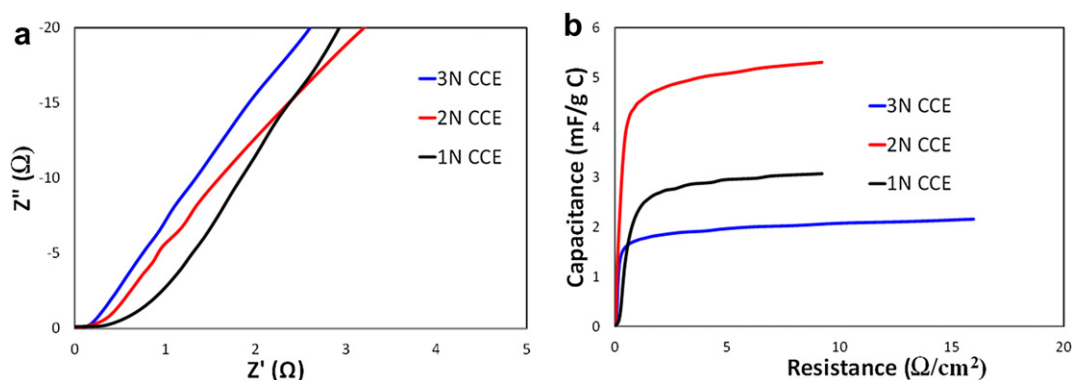 a
-20
-15
-10
-5
0
0
1
2
3
4
5
Z" (Ω)
Z' (Ω)
3N CCE
2N CCE
1N CCE
b
6
5
4
3
2
1
0
0
5
10
15
20
Capacitance (mF/g C)
Resistance (Ω/cm²)
3N CCE
2N CCE
1N CCE